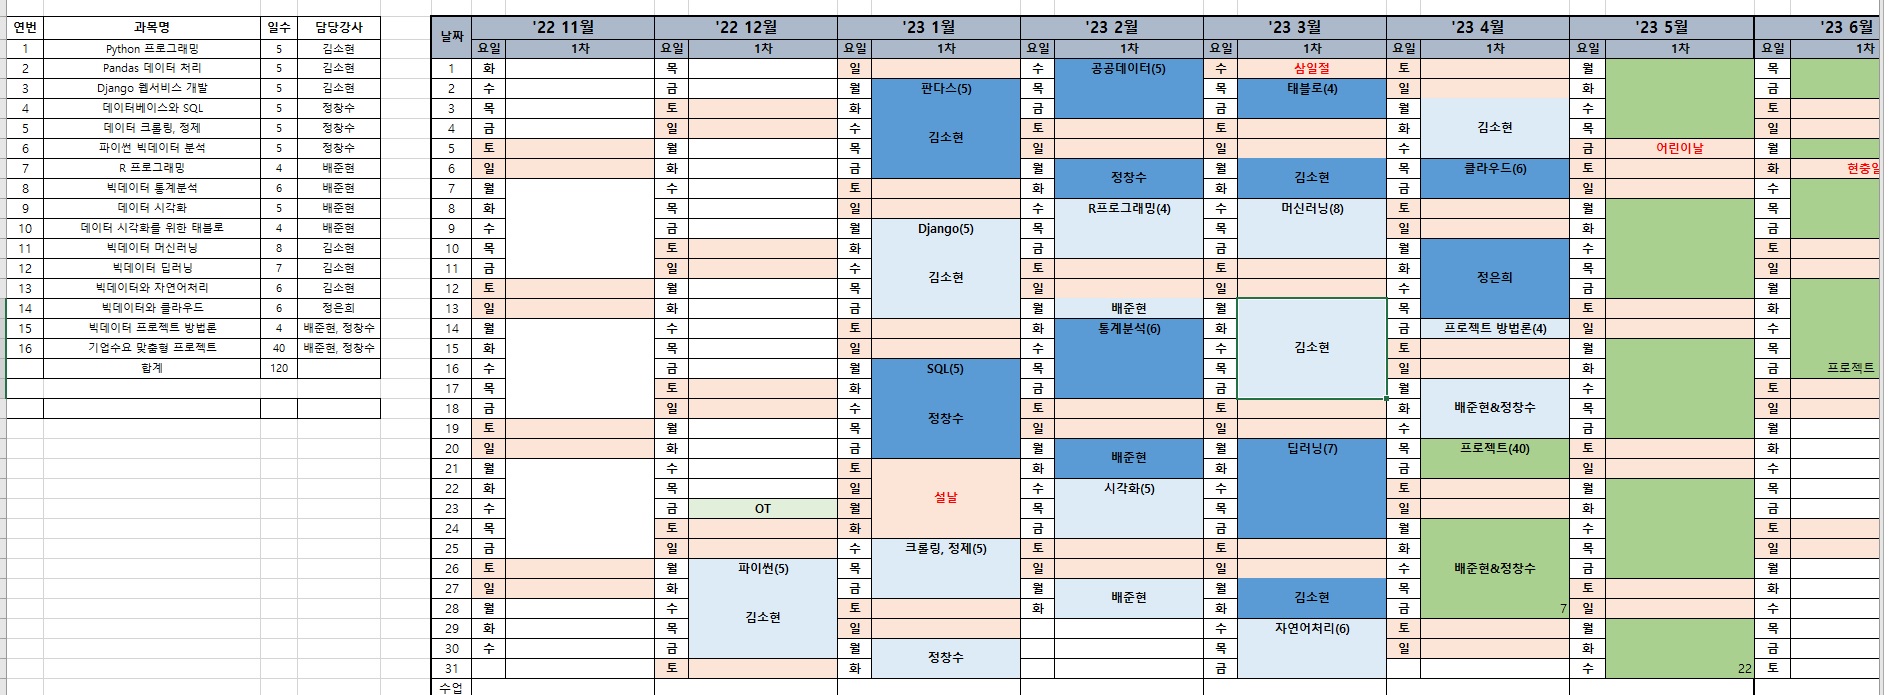 연번 과목명 일수 담당강사
1 Python 프로그래밍 5 김소현
2 Pandas 데이터 처리 5 김소현
3 Django 웹서비스 개발 5 김소현
4 데이터베이스와 SQL 5 정창수
5 데이터 크롤링, 정제 5 정창수
6 파이썬 빅데이터 분석 5 정창수
7 R 프로그래밍 4 배준현
8 빅데이터 통계분석 6 배준현
9 데이터 시각화 5 배준현
10 데이터 시각화를 위한 태블로 4 배준현
11 빅데이터 머신러닝 8 김소현
12 빅데이터 딥러닝 7 김소현
13 빅데이터와 자연어처리 6 김소현
14 빅데이터와 클라우드 6 정은희
15 빅데이터 프로젝트 방법론 4 배준현, 정창수
16 기업수요 맞춤형 프로젝트 40 배준현, 정창수
합계 120
날짜 '22 11월 '22 12월 '23 1월 '23 2월 '23 3월 '23 4월 '23 5월 '23 6월
요일 1차 요일 1차 요일 1차 요일 1차 요일 1차 요일 1차 요일 1차 요일 1차
1 화 목 일 수 공공데이터(5) 수 삼일절 토 월 목
2 수 금 월 판다스(5) 목 목 태블로(4) 일 화 금
3 목 토 화 금 금 월 수 토
4 금 일 수 김소현 토 토 화 김소현 목 일
5 토 월 목 일 일 수 금 어린이날 월
6 일 화 금 월 정창수 월 김소현 목 클라우드(6) 토 화 현충일
7 월 수 토 화 화 금 일 수
8 화 목 일 수 R프로그래밍(4) 수 머신러닝(8) 토 월 목
9 수 금 월 Django(5) 목 목 일 화 금
10 목 토 화 금 금 월 수 토
11 금 일 수 김소현 토 토 화 정은희 목 일
12 토 월 목 일 일 수 금 월
13 일 화 금 월 배준현 월 목 토 화
14 월 수 토 화 통계분석(6) 화 금 프로젝트 방법론(4) 일 수
15 화 목 일 수 수 김소현 토 월 목
16 수 금 월 SQL(5) 목 목 일 화 금 프로젝트
17 목 토 화 금 금 월 수 토
18 금 일 수 정창수 토 토 화 배준현&정창수 목 일
19 토 월 목 일 일 수 금 월
20 일 화 금 월 배준현 월 딥러닝(7) 목 프로젝트(40) 토 화
21 월 수 토 화 화 금 일 수
22 화 목 일 설날 수 시각화(5) 수 토 월 목
23 수 금 OT 월 목 목 일 화 금
24 목 토 화 금 금 월 수 토
25 금 일 수 크롤링, 정제(5) 토 토 화 목 일
26 토 월 파이썬(5) 목 일 일 수 배준현&정창수 금 월
27 일 화 금 월 배준현 월 김소현 목 토 화
28 월 수 김소현 토 화 화 금 7 일 수
29 화 목 일 수 자연어처리(6) 토 월 목
30 수 금 월 정창수 목 일 화 금
31 토 화 금 수 22 토
수업